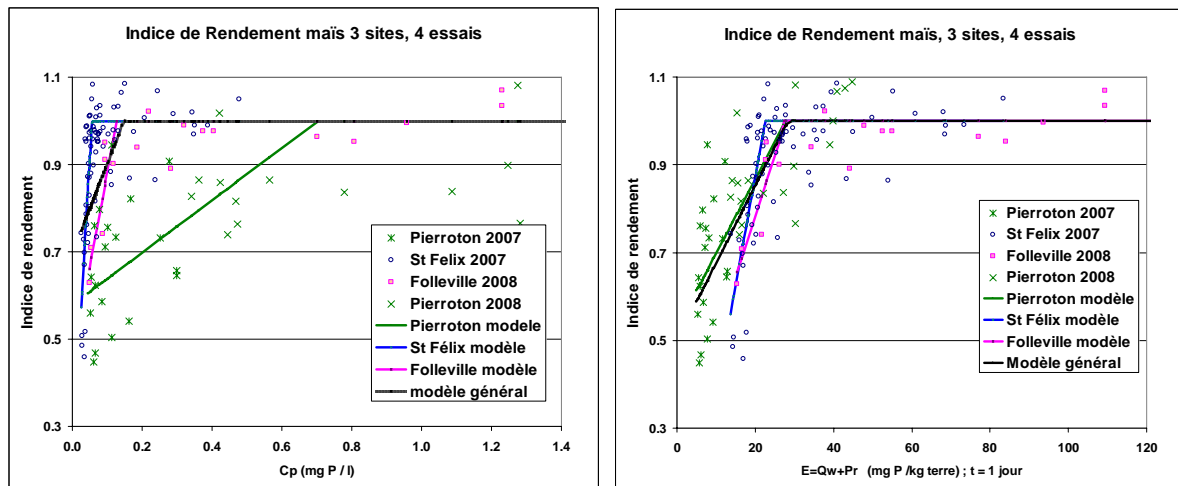 Indice de Rendement maïs 3 sites, 4 essais
1.1
1.0
0.9
0.7
0.5
0.3
Indice de rendement
0.0 0.2 0.4 0.6 0.8 1.0 1.2 1.4
Cp (mg P / l)
Pierroton 2007
St Felix 2007
Folleville 2008
Pierroton 2008
Pierroton modele
St Félix modèle
Folleville modèle
modèle général
Indice de Rendement maïs, 3 sites, 4 essais
1.1
1.0
0.9
0.7
0.5
0.3
Indice de rendement
0 20 40 60 80 100 120
E=Qw+Pr (mg P /kg terre) ; t = 1 jour
Pierroton 2007
St Felix 2007
Folleville 2008
Pierroton 2008
Pierroton modèle
St Félix modèle
Folleville modèle
Modèle général